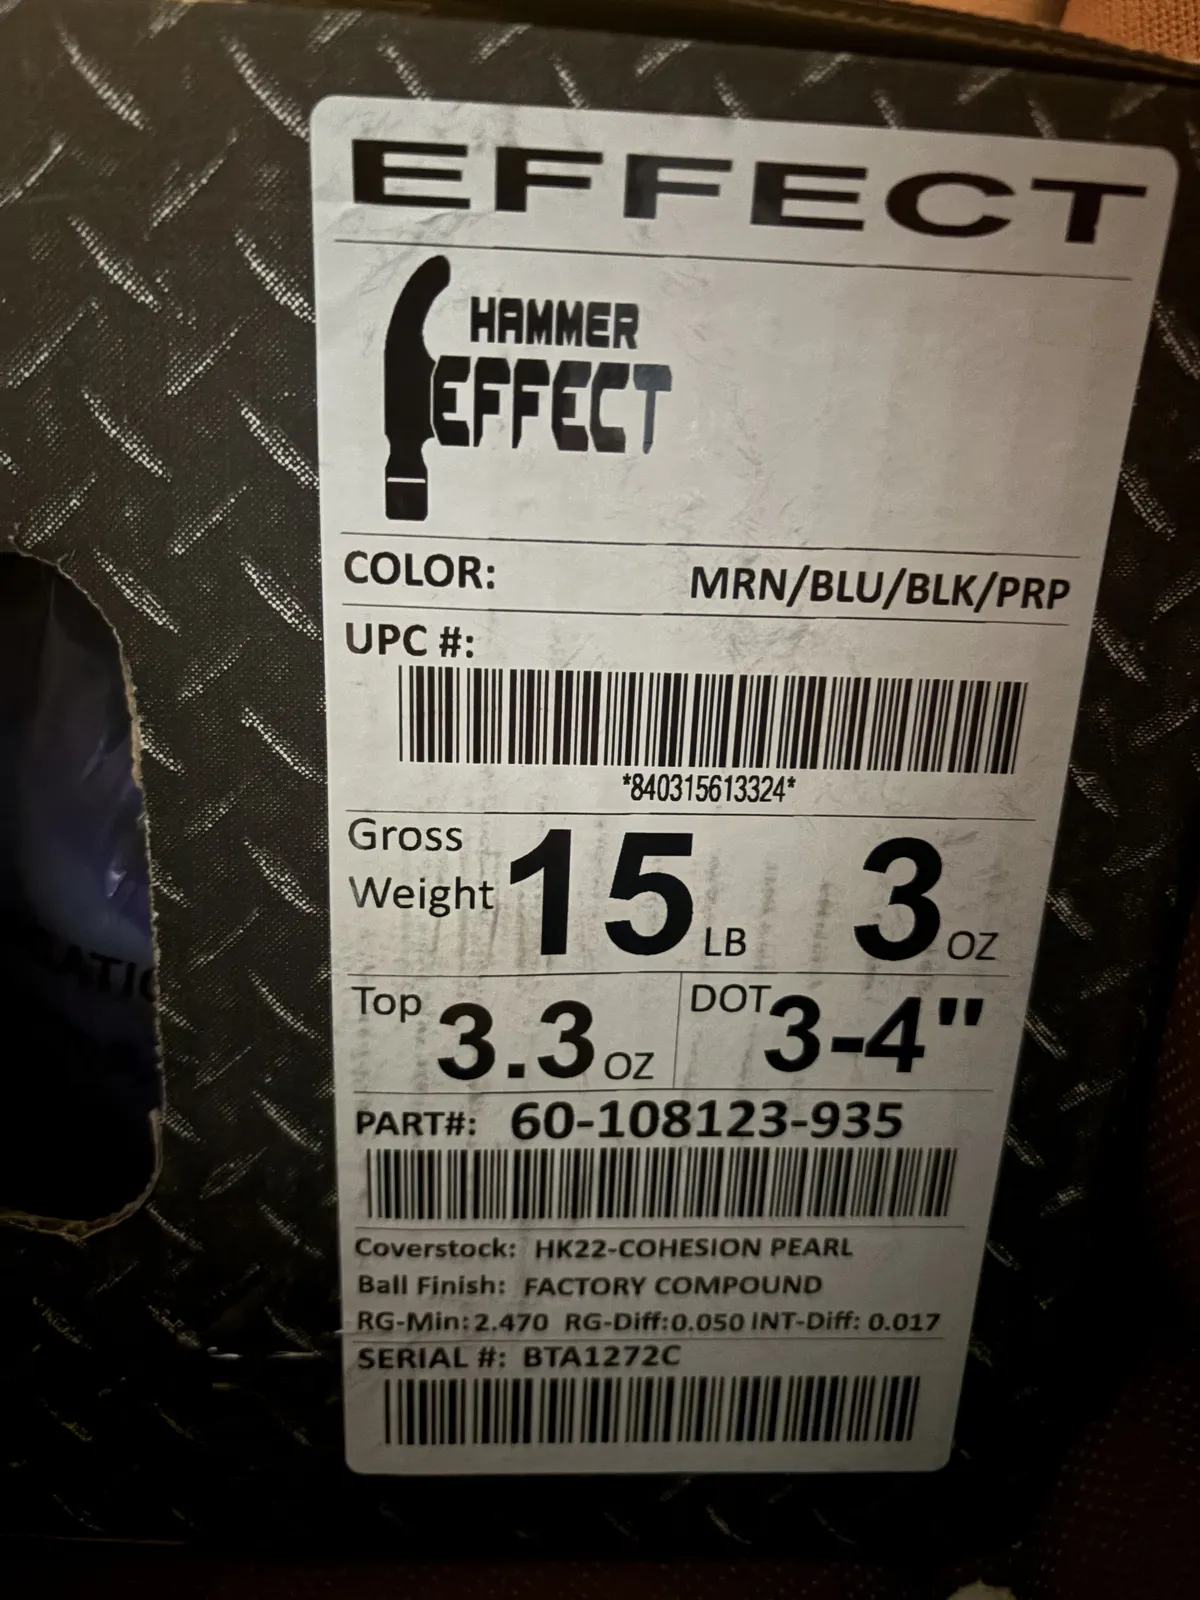 EFFECT
HAMMER
EFFECT
COLOR: MRN/BLU/BLK/PRP
UPC #:
*840315613324*
Gross Weight 15 LB 3 OZ
Top 3.3 OZ DOT 3-4"
PART#: 60-108123-935
Coverstock: HK22-COHESION PEARL
Ball Finish: FACTORY COMPOUND
RG-Min: 2.470 RG-Diff:0.050 INT-Diff: 0.017
SERIAL #: BTA1272C